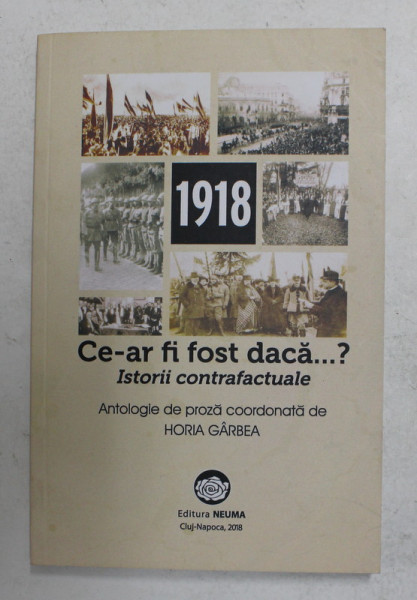 1918
Ce-ar fi fost dacă...?
Istorii contrafactuale
Antologie de proză coordonată de
HORIA GÂRBEA
Editura NEUMA
Cluj-Napoca, 2018